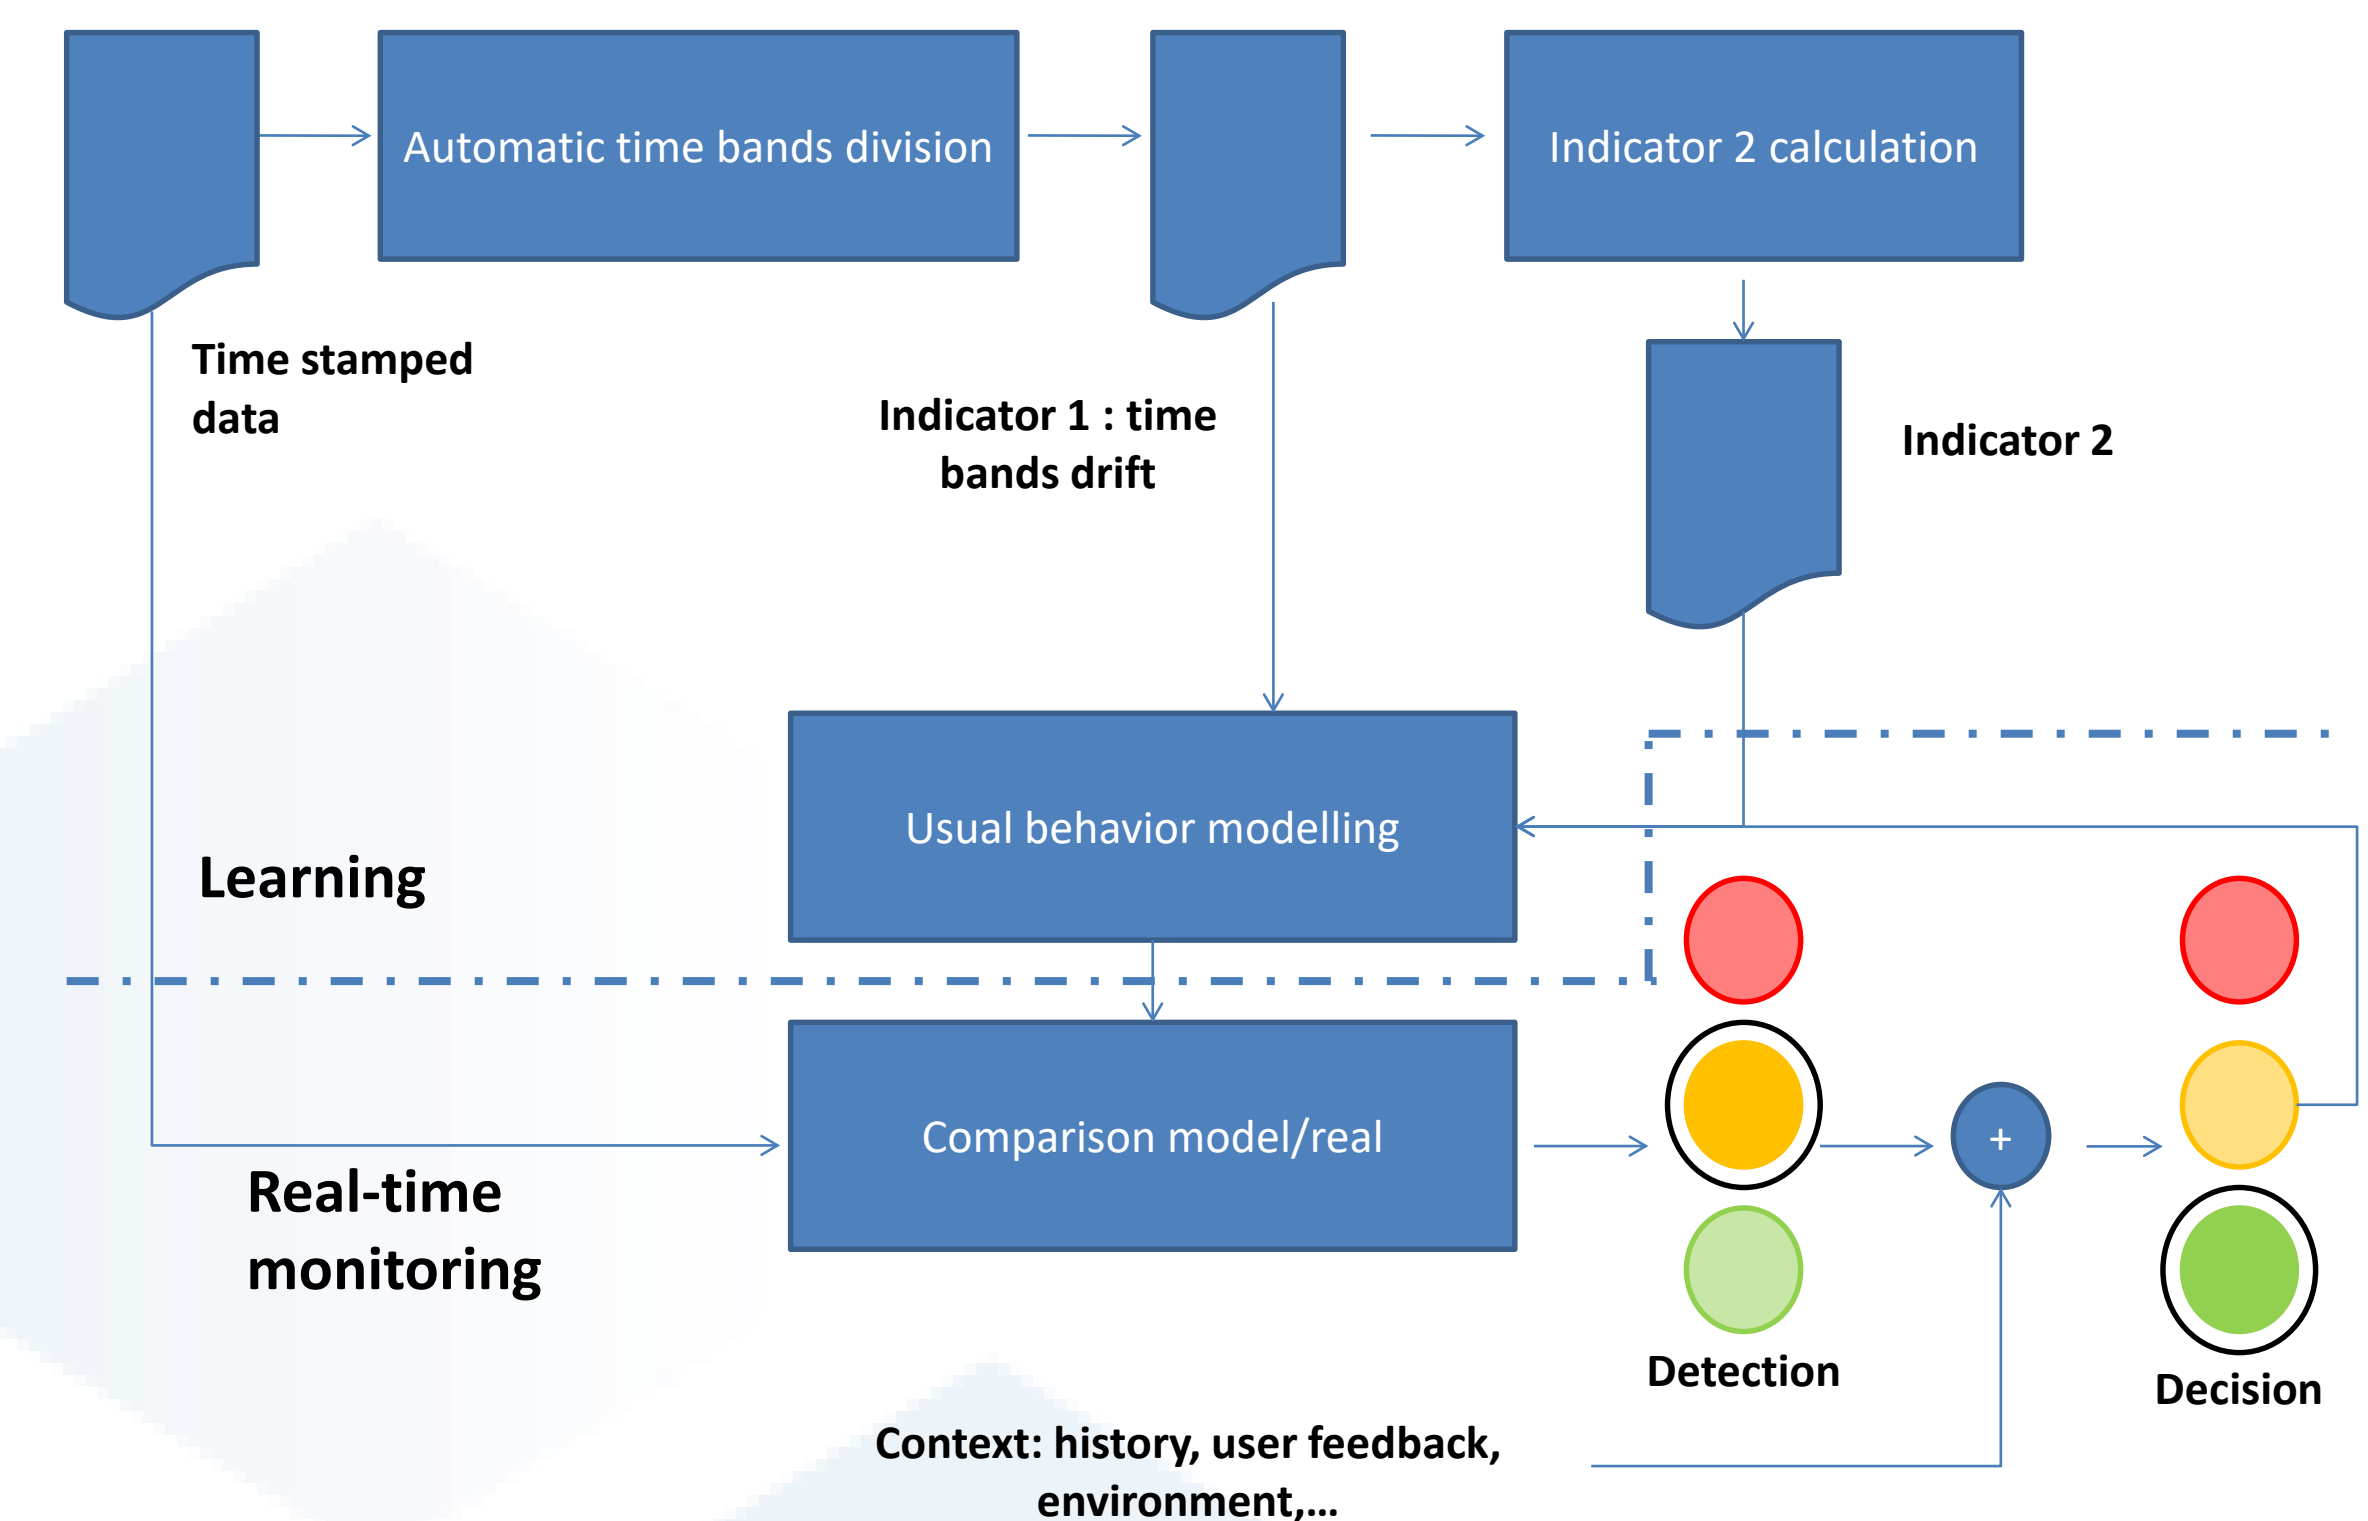 Automatic time bands division
Indicator 2 calculation
Time stamped
data
Indicator 1 : time
bands drift
Indicator 2
Usual behavior modelling
Learning
Comparison model/real
+
Real-time
monitoring
Detection
Decision
Context: history, user feedback,
environment,...